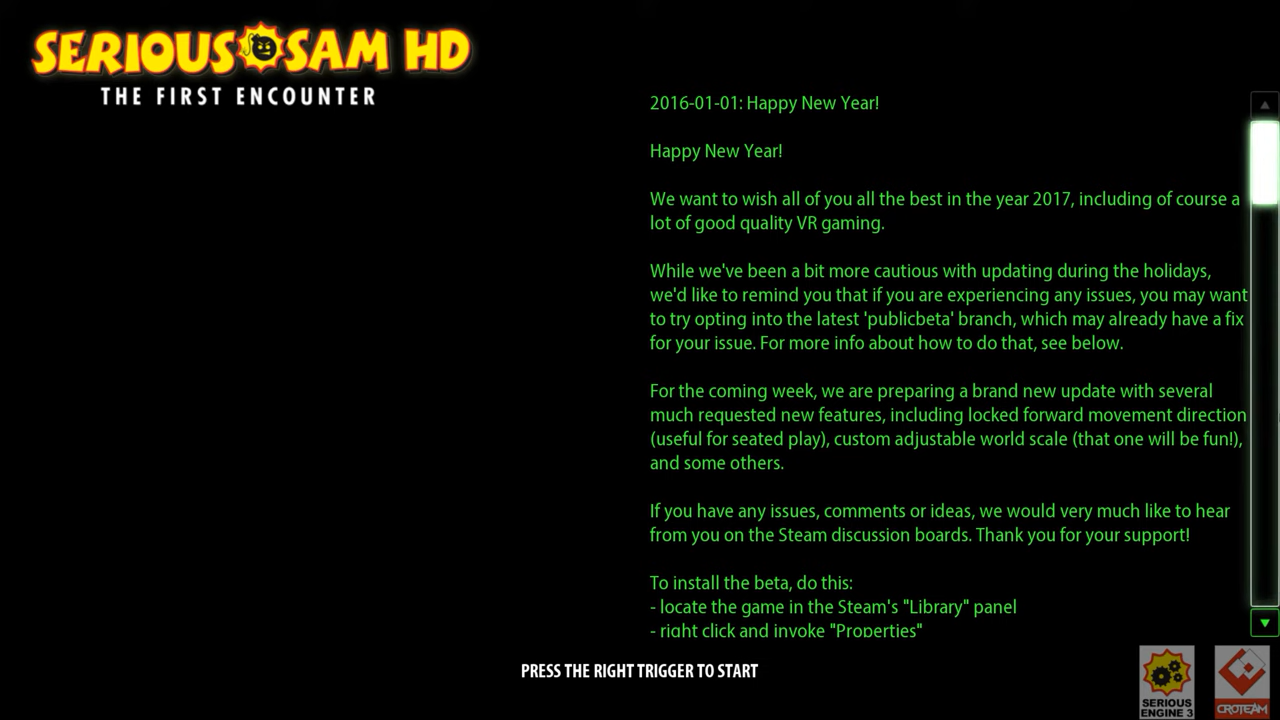 SERIOUS SAM HD
THE FIRST ENCOUNTER
2016-01-01: Happy New Year!
Happy New Year!
We want to wish all of you all the best in the year 2017, including of course a
lot of good quality VR gaming.
While we've been a bit more cautious with updating during the holidays,
we'd like to remind you that if you are experiencing any issues, you may want
to try opting into the latest 'publicbeta' branch, which may already have a fix
for your issue. For more info about how to do that, see below.
For the coming week, we are preparing a brand new update with several
much requested new features, including locked forward movement direction
(useful for seated play), custom adjustable world scale (that one will be fun!),
and some others.
If you have any issues, comments or ideas, we would very much like to hear
from you on the Steam discussion boards. Thank you for your support!
To install the beta, do this:
- locate the game in the Steam's "Library" panel
- right click and invoke "Properties"
PRESS THE RIGHT TRIGGER TO START
SERIOUS
ENGINE 3
CROTEAM